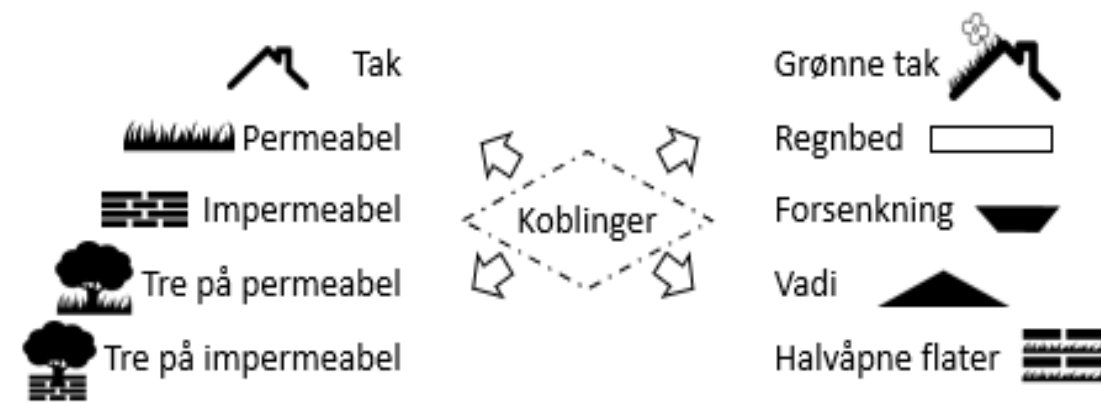 Tak
Permeabel
Impermeabel
Tre på permeabel
Tre på impermeabel
Koblinger
Grønne tak
Regnbed
Forsenkning
Vadi
Halvåpne flater